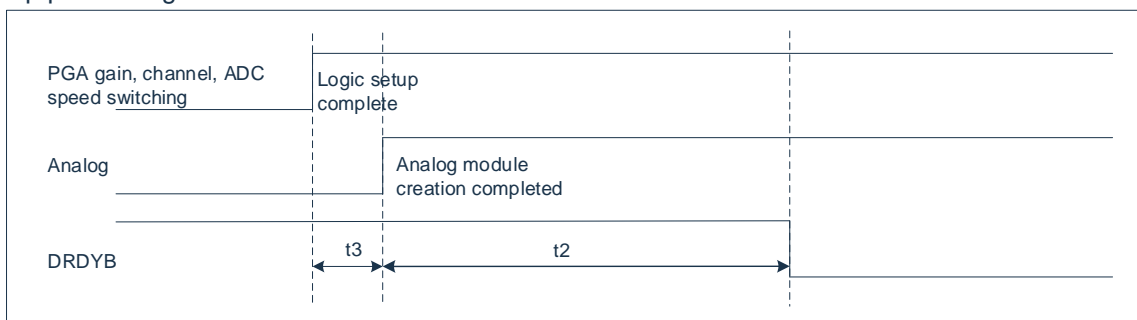 PGA gain, channel, ADC
speed switching
Logic setup
complete
Analog
Analog module
creation completed
DRDYB
t3
t2